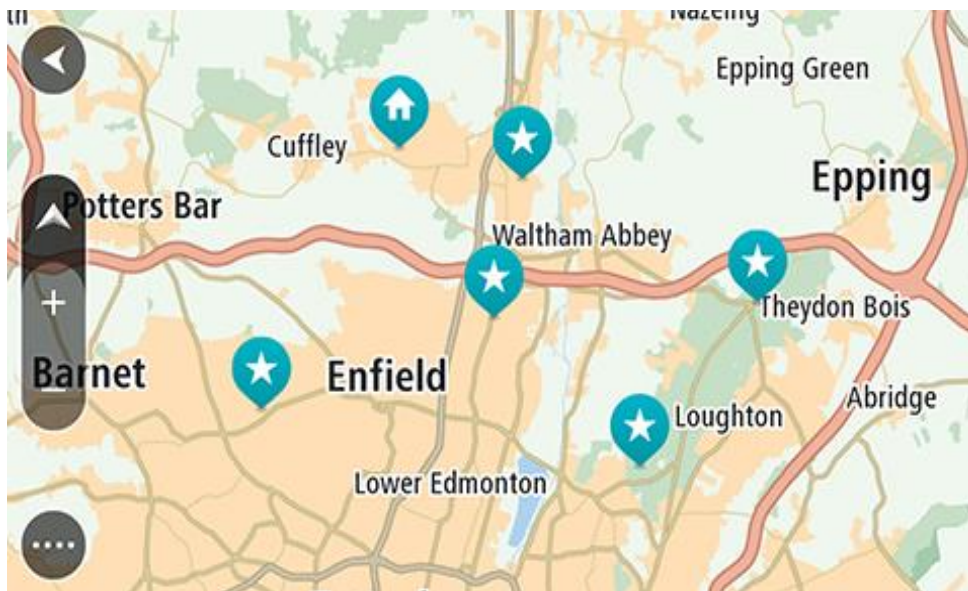 Nazeing
Epping Green
Cuffley
Epping
Potters Bar
Waltham Abbey
Theydon Bois
Barnet
Enfield
Abridge
Loughton
Lower Edmonton